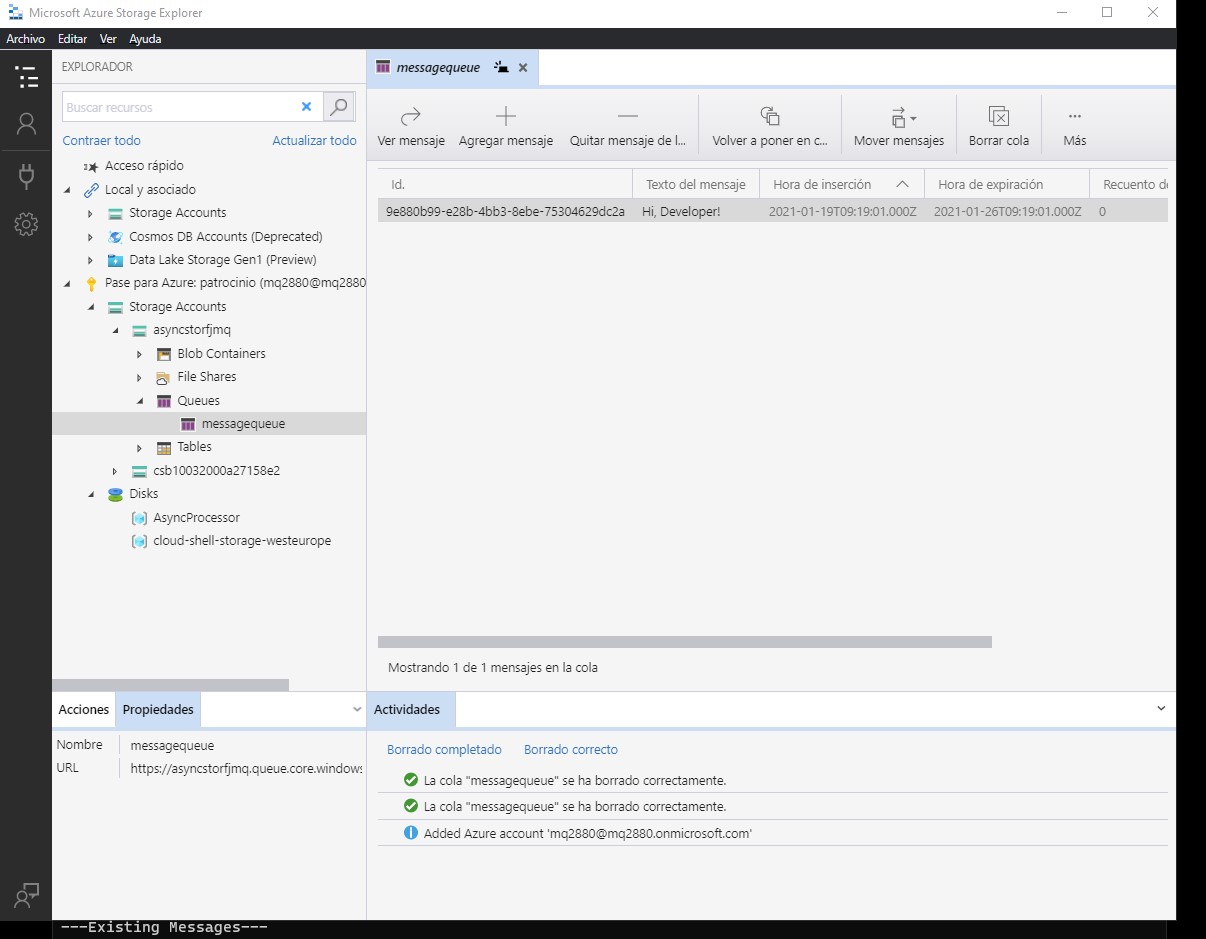 Microsoft Azure Storage Explorer
Archivo Editar Ver Ayuda
EXPLORADOR
Buscar recursos
Contraer todo Actualizar todo
Acceso rápido
Local y asociado
Storage Accounts
Cosmos DB Accounts (Deprecated)
Data Lake Storage Gen1 (Preview)
Pase para Azure: patrocinio (mq2880@mq2880
Storage Accounts
asyncstorfjmq
Blob Containers
File Shares
Queues
messagequeue
Tables
csb10032000a27158e2
Disks
AsyncProcessor
cloud-shell-storage-westeurope
messagequeue
Ver mensaje Agregar mensaje Quitar mensaje de l... Volver a poner en c... Mover mensajes Borrar cola Más
Id. Texto del mensaje Hora de inserción Hora de expiración Recuento de
9e880b99-e28b-4bb3-8ebe-75304629dc2a Hi, Developer! 2021-01-19T09:19:01.000Z 2021-01-26T09:19:01.000Z 0
Mostrando 1 de 1 mensajes en la cola
Acciones Propiedades
Nombre messagequeue
URL https://asyncstorfjmq.queue.core.windows
Actividades
Borrado completado Borrado correcto
La cola "messagequeue" se ha borrado correctamente.
La cola "messagequeue" se ha borrado correctamente.
Added Azure account 'mq2880@mq2880.onmicrosoft.com'
---Existing Messages---